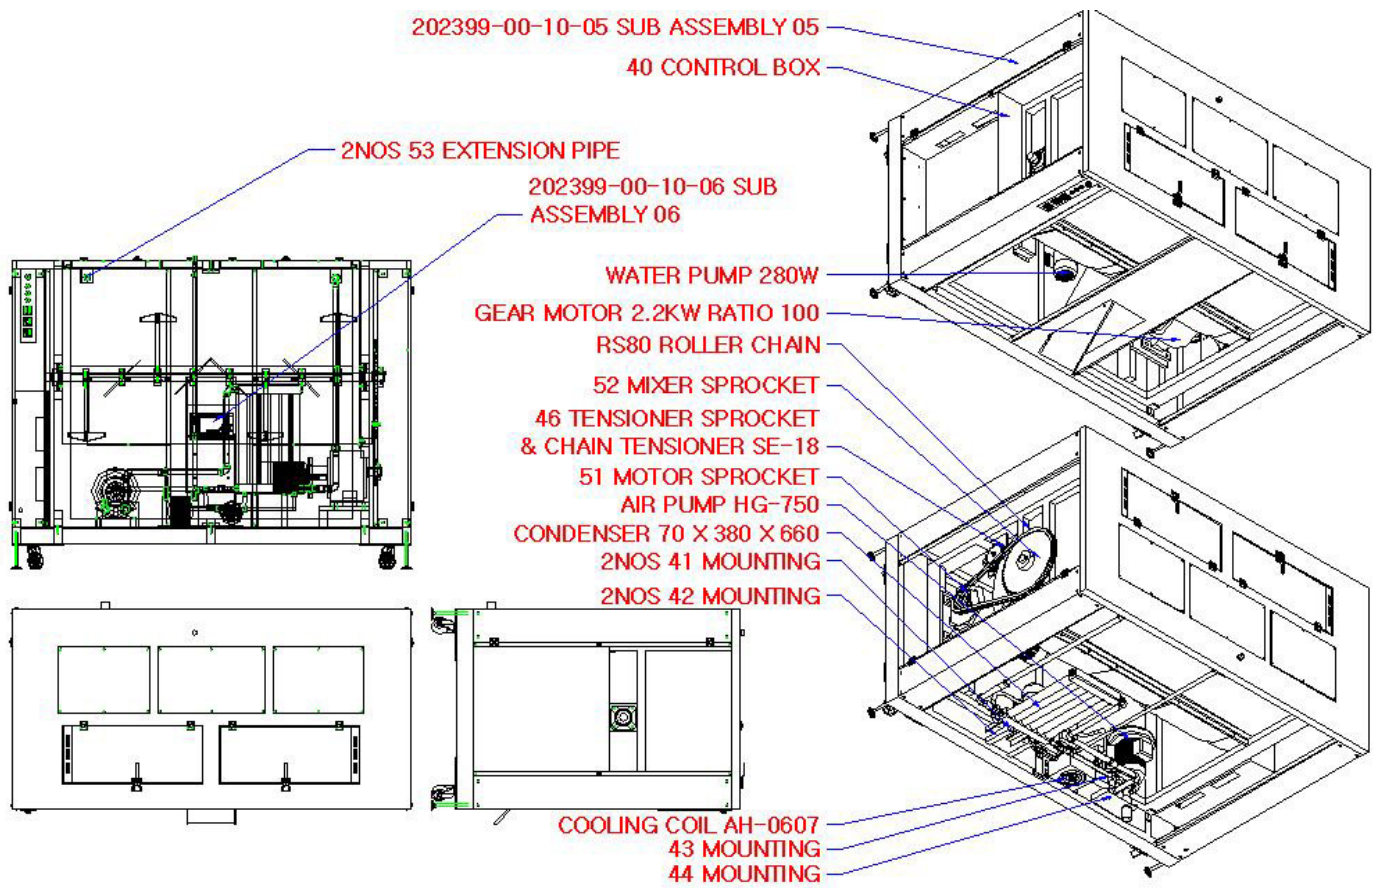 202399-00-10-05 SUB ASSEMBLY 05
40 CONTROL BOX
2NOS 53 EXTENSION PIPE
202399-00-10-06 SUB
ASSEMBLY 06
WATER PUMP 280W
GEAR MOTOR 2.2KW RATIO 100
RS80 ROLLER CHAIN
52 MIXER SPROCKET
46 TENSIONER SPROCKET
& CHAIN TENSIONER SE-18
51 MOTOR SPROCKET
AIR PUMP HG-750
CONDENSER 70 X 380 X 660
2NOS 41 MOUNTING
2NOS 42 MOUNTING
COOLING COIL AH-0607
43 MOUNTING
44 MOUNTING